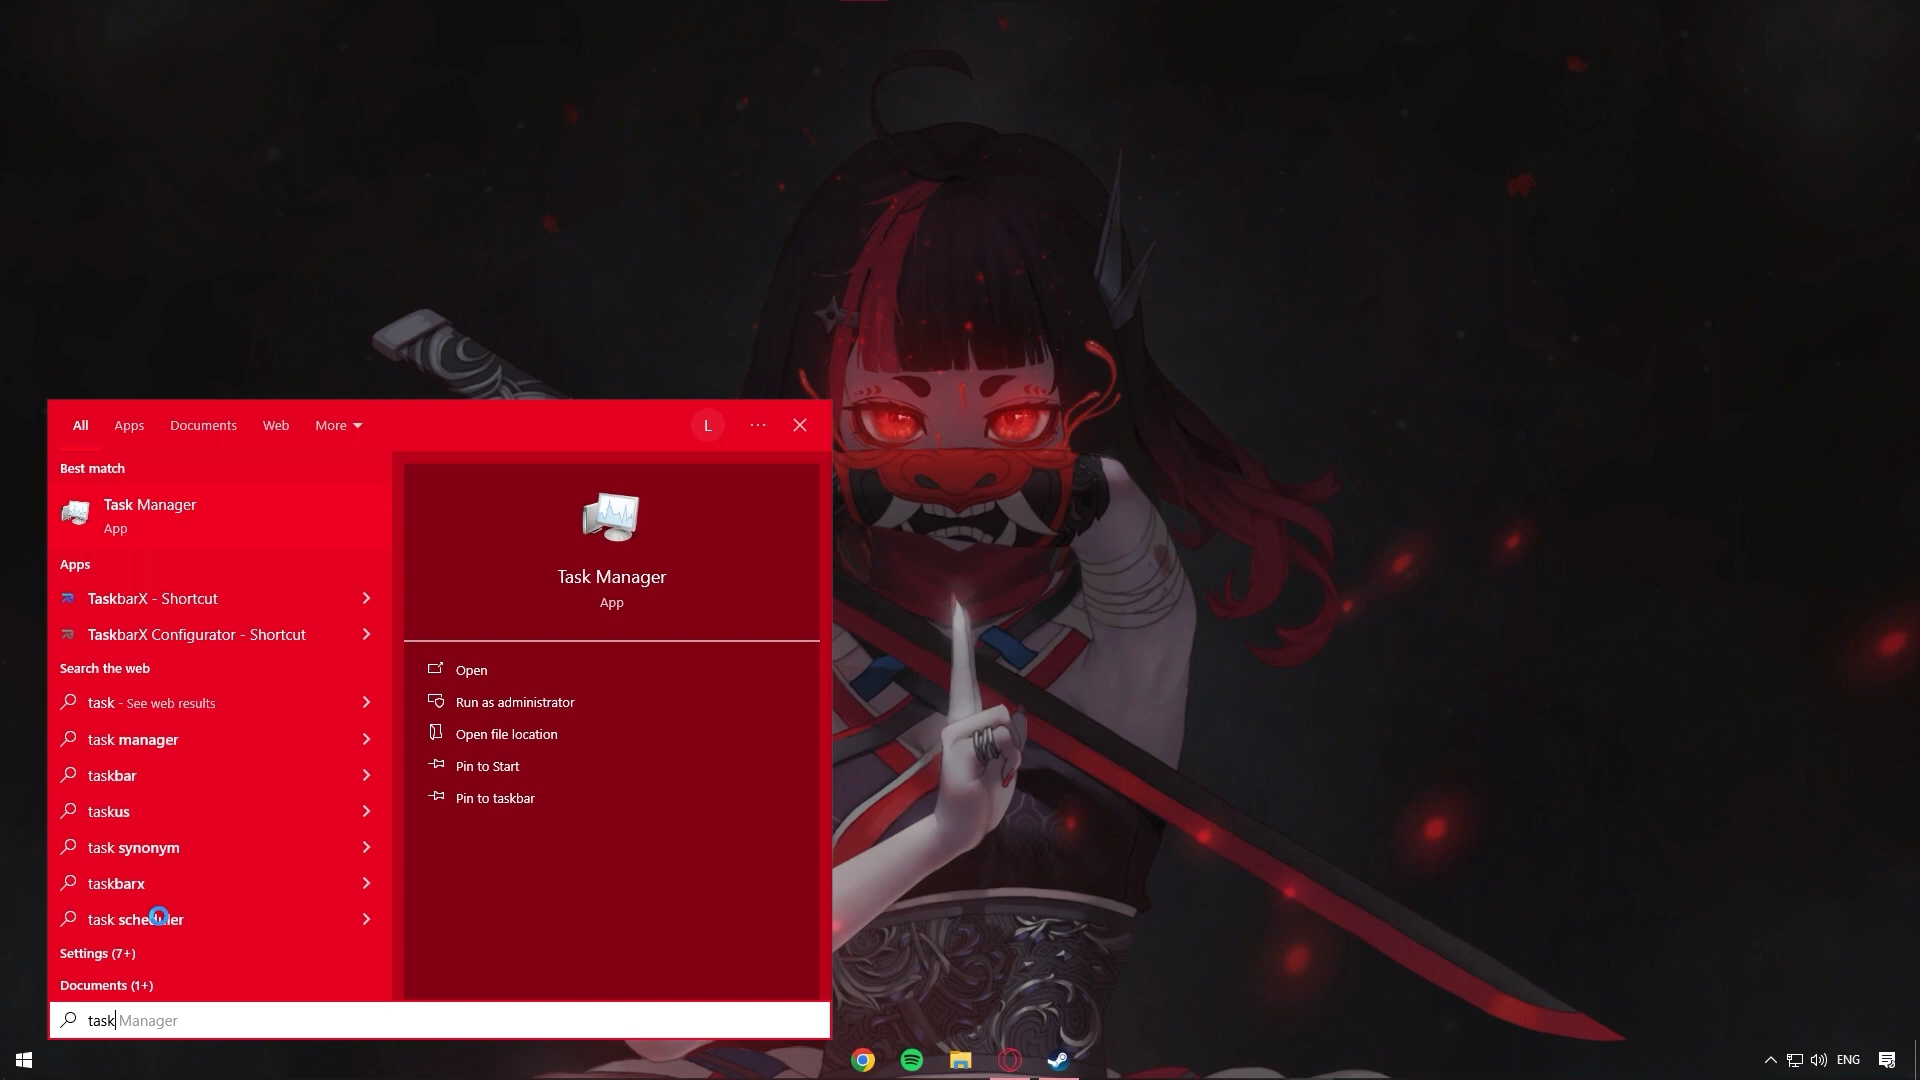 All Apps Documents Web More L
Best match
Task Manager
App
Apps
TaskbarX - Shortcut
TaskbarX Configurator - Shortcut
Search the web
task - See web results
task manager
taskbar
taskus
task synonym
taskbarx
task scheduler
Settings (7+)
Documents (1+)
Task Manager
App
Open
Run as administrator
Open file location
Pin to Start
Pin to taskbar
task Manager
ENG